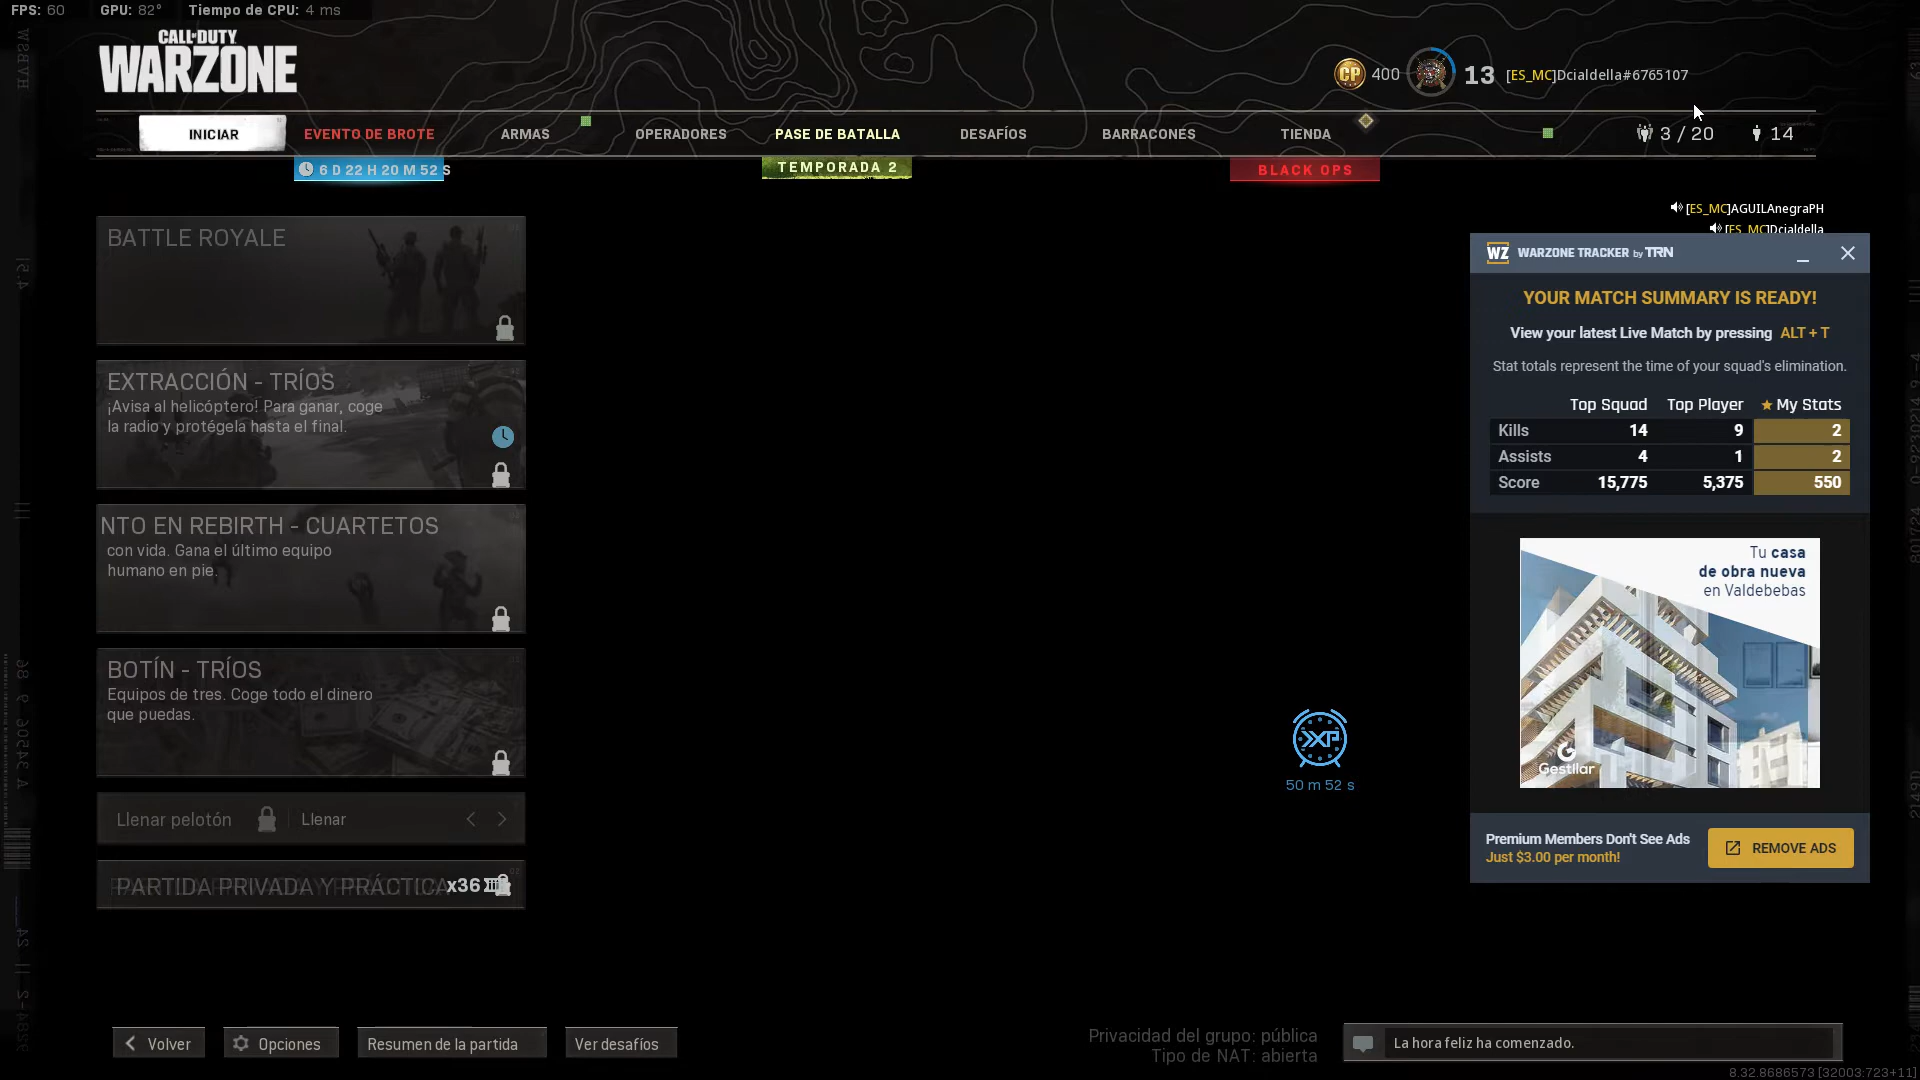 FPS: 60 GPU: 82° Tiempo de CPU: 4 ms
CALL OF DUTY
WARZONE
CP 400 13 [ES_MC]Dcialdella#6765107
INICIAR EVENTO DE BROTE ARMAS OPERADORES PASE DE BATALLA DESAFÍOS BARRACONES TIENDA 3 / 20 14
6 D 22 H 20 M 52 S TEMPORADA 2 BLACK OPS
[ES_MC]AGUILAnegraPH
[ES_MC]Dcialdella
BATTLE ROYALE
EXTRACCIÓN - TRÍOS
¡Avisa al helicóptero! Para ganar, coge
la radio y protégela hasta el final.
NTO EN REBIRTH - CUARTETOS
con vida. Gana el último equipo
humano en pie.
BOTÍN - TRÍOS
Equipos de tres. Coge todo el dinero
que puedas.
Llenar pelotón Llenar
PARTIDA PRIVADA Y PRÁCTICA x36
XP
50 m 52 s
WZ WARZONE TRACKER by TRN
YOUR MATCH SUMMARY IS READY!
View your latest Live Match by pressing ALT + T
Stat totals represent the time of your squad's elimination.
Top Squad Top Player My Stats
Kills 14 9 2
Assists 4 1 2
Score 15,775 5,375 550
Tu casa
de obra nueva
en Valdebebas
Gestilar
Premium Members Don't See Ads
Just $3.00 per month!
REMOVE ADS
Volver Opciones Resumen de la partida Ver desafíos
Privacidad del grupo: pública
Tipo de NAT: abierta
La hora feliz ha comenzado.
8.32.8686573 [32003:723+11]